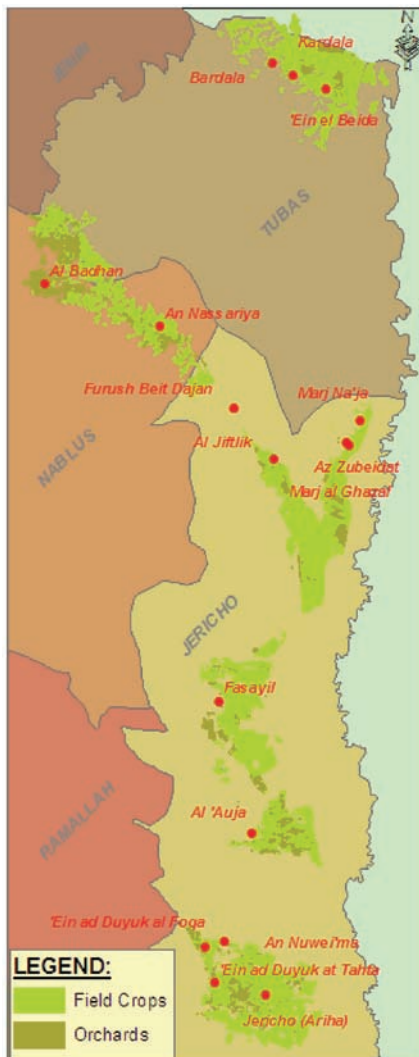 Kardala
JENIN
Bardala
'Ein el Beida
TUBAS
Al Badhan
An Nassariya
Furush Beit Dajan
Marj Na'ja
Al Jiftlik
NABLUS
Az Zubeidat
Marj al Ghazal
JERICHO
Fasayil
RAMALLAH
Al 'Auja
'Ein ad Duyuk al Foqa
An Nuwei'ma
LEGEND:
'Ein ad Duyuk at Tahta
Field Crops
Jericho (Ariha)
Orchards